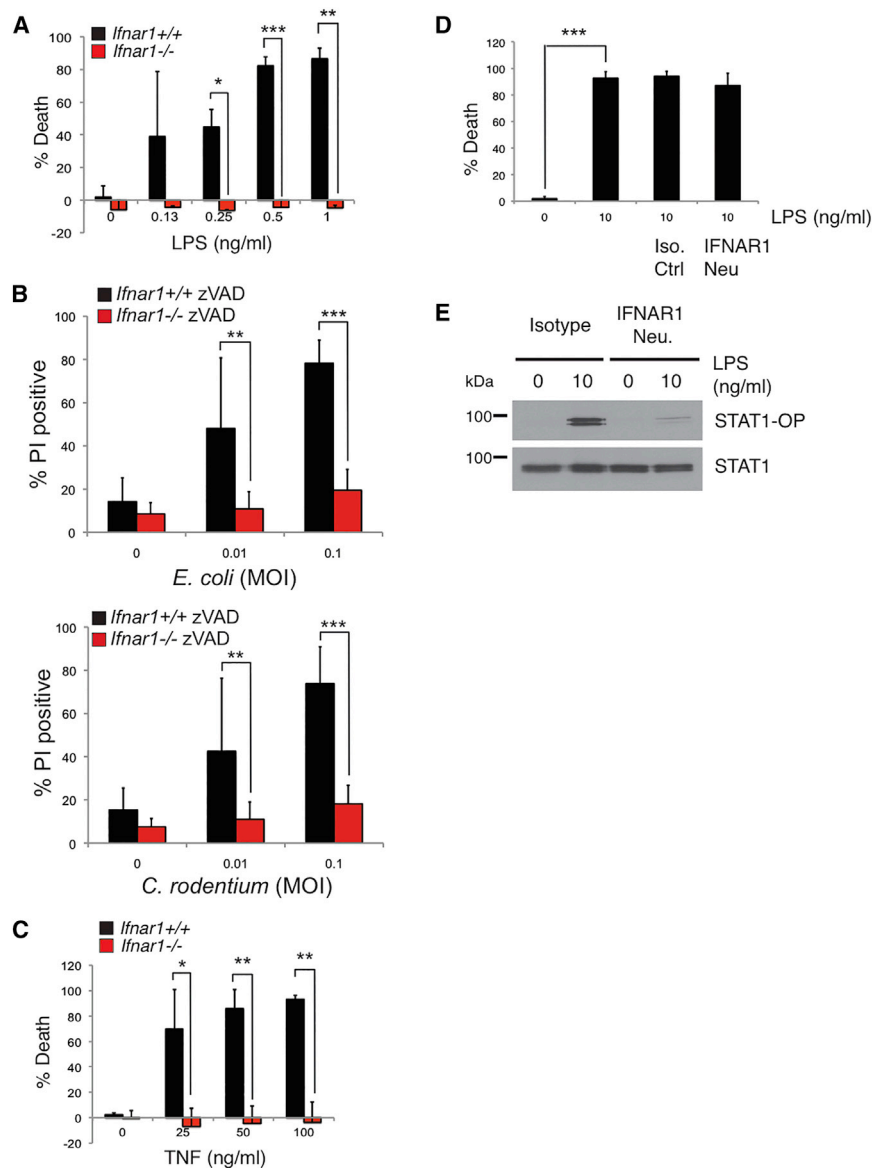 A
Ifnar1+/+
Ifnar1-/-
100
80
60
40
20
0
-20
% Death
*
***
**
0 0.13 0.25 0.5 1
LPS (ng/ml)
B
Ifnar1+/+ zVAD
Ifnar1-/- zVAD
100
80
60
40
20
0
% PI positive
**
***
0 0.01 0.1
E. coli (MOI)
Ifnar1+/+ zVAD
Ifnar1-/- zVAD
100
80
60
40
20
0
% PI positive
**
***
0 0.01 0.1
C. rodentium (MOI)
C
Ifnar1+/+
Ifnar1-/-
120
100
80
60
40
20
0
-20
% Death
*
**
**
0 25 50 100
TNF (ng/ml)
D
120
100
80
60
40
20
0
% Death
***
0 10 10 10 LPS (ng/ml)
Iso. IFNAR1
Ctrl Neu
E
Isotype IFNAR1
Neu.
LPS
(ng/ml)
kDa 0 10 0 10
100 STAT1-OP
100 STAT1